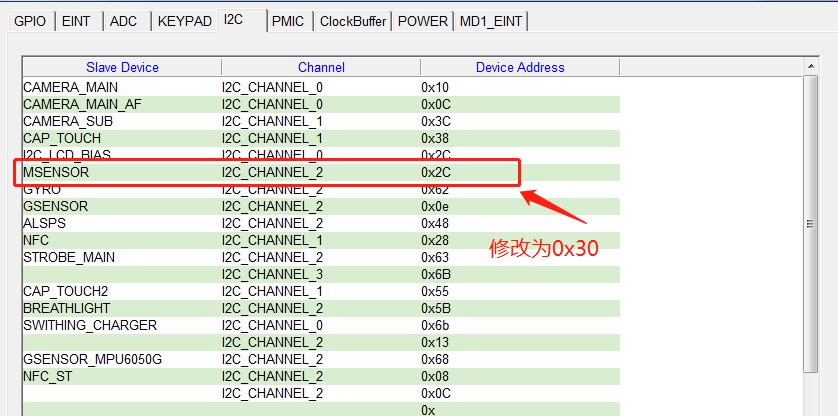 GPIO EINT ADC KEYPAD I2C PMIC ClockBuffer POWER MD1_EINT
Slave Device Channel Device Address
CAMERA_MAIN I2C_CHANNEL_0 0x10
CAMERA_MAIN_AF I2C_CHANNEL_0 0x0C
CAMERA_SUB I2C_CHANNEL_1 0x3C
CAP_TOUCH I2C_CHANNEL_1 0x38
I2C_LCD_BIAS I2C_CHANNEL_0 0x2C
MSENSOR I2C_CHANNEL_2 0x2C
GYRO I2C_CHANNEL_2 0x62
GSENSOR I2C_CHANNEL_2 0x0e
ALSPS I2C_CHANNEL_2 0x48
NFC I2C_CHANNEL_1 0x28
修改为0x30
STROBE_MAIN I2C_CHANNEL_2 0x63
I2C_CHANNEL_3 0x6B
CAP_TOUCH2 I2C_CHANNEL_1 0x55
BREATHLIGHT I2C_CHANNEL_2 0x5B
SWITHING_CHARGER I2C_CHANNEL_0 0x6b
I2C_CHANNEL_2 0x13
GSENSOR_MPU6050G I2C_CHANNEL_2 0x68
NFC_ST I2C_CHANNEL_2 0x08
I2C_CHANNEL_2 0x0C
0x